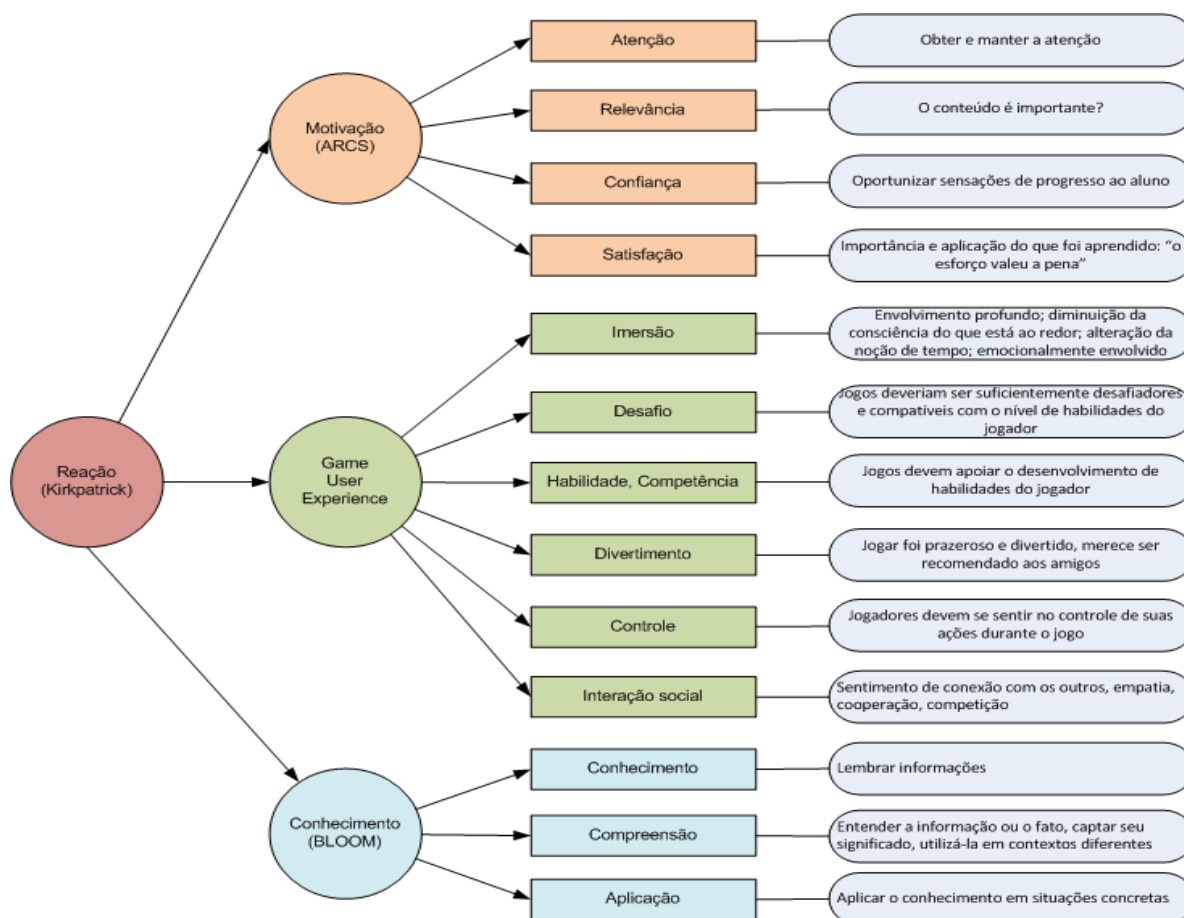 Atenção
Obter e manter a atenção
Motivação
(ARCS)
Relevância
O conteúdo é importante?
Confiança
Oportunizar sensações de progresso ao aluno
Satisfação
Importância e aplicação do que foi aprendido: “o
esforço valeu a pena”
Imersão
Envolvimento profundo; diminuição da
consciência do que está ao redor; alteração da
noção de tempo; emocionalmente envolvido
Desafio
Jogos deveriam ser suficientemente desafiadores
e compatíveis com o nível de habilidades do
jogador
Reação
(Kirkpatrick)
Game
User
Experience
Habilidade, Competência
Jogos devem apoiar o desenvolvimento de
habilidades do jogador
Divertimento
Jogar foi prazeroso e divertido, merece ser
recomendado aos amigos
Controle
Jogadores devem se sentir no controle de suas
ações durante o jogo
Interação social
Sentimento de conexão com os outros, empatia,
cooperação, competição
Conhecimento
(BLOOM)
Conhecimento
Lembrar informações
Compreensão
Entender a informação ou o fato, captar seu
significado, utilizá-la em contextos diferentes
Aplicação
Aplicar o conhecimento em situações concretas